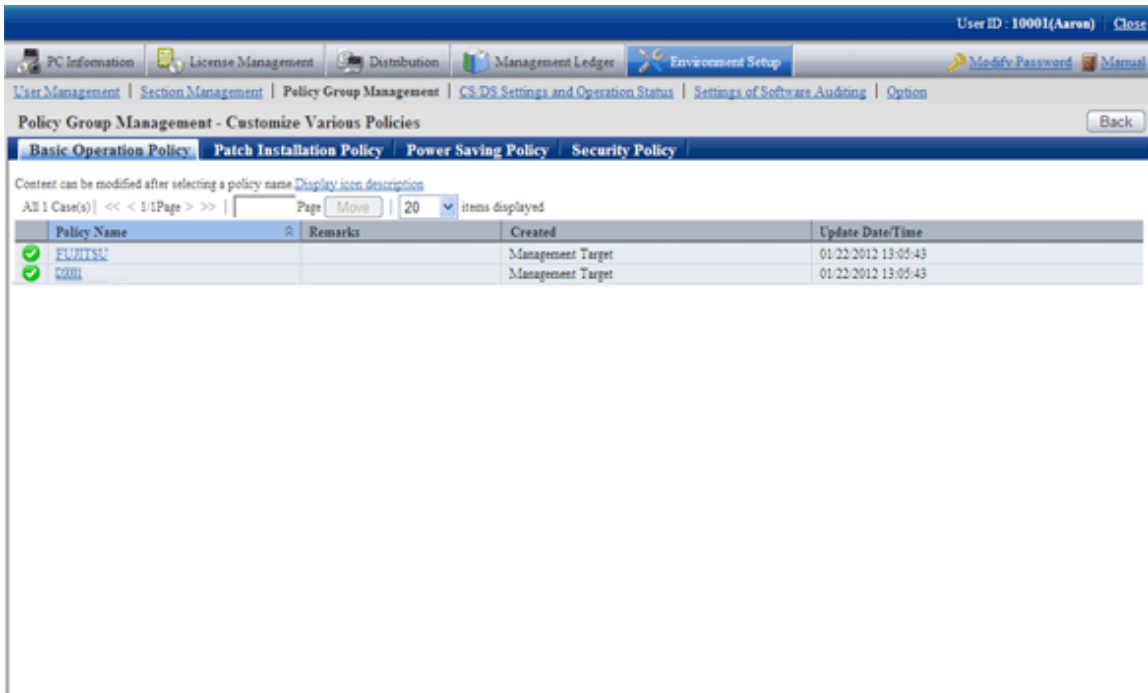 User ID : 10001(Aaron) Close
PC Information License Management Distribution Management Ledger Environment Setup Modify Password Manual
User Management | Section Management | Policy Group Management | CS/DS Settings and Operation Status | Settings of Software Auditing | Option
Policy Group Management - Customize Various Policies Back
Basic Operation Policy Patch Installation Policy Power Saving Policy Security Policy
Content can be modified after selecting a policy name.Display icon description
All 1 Case(s)| << < 1/1Page > >> | Page Move | 20 items displayed
Policy Name Remarks Created Update Date/Time
FUJITSU Management Target 01/22/2012 13:05:43
Management Target 01/22/2012 13:05:43